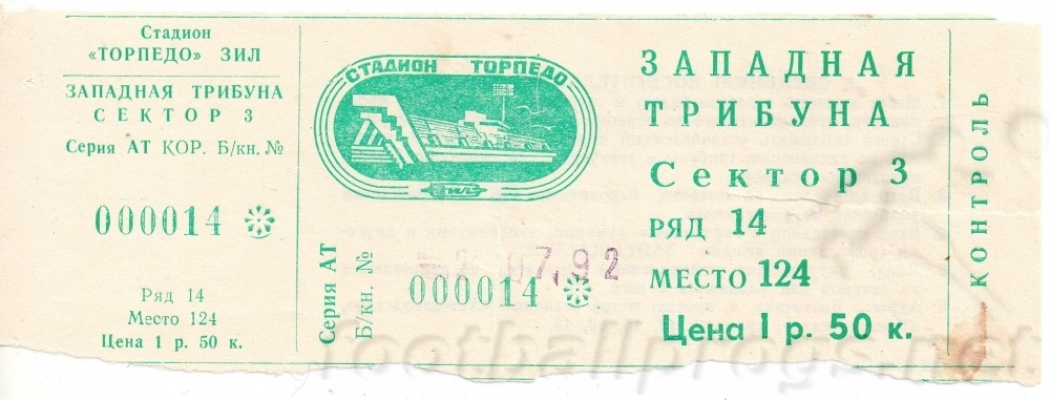 Стадион
«ТОРПЕДО» ЗИЛ
ЗАПАДНАЯ ТРИБУНА
СЕКТОР 3
Серия АТ КОР. Б/кн. №
000014
Ряд 14
Место 124
Цена 1 р. 50 к.
СТАДИОН ТОРПЕДО
ЗИЛ
Серия АТ
Б/кн. №
07.92
000014
ЗАПАДНАЯ
ТРИБУНА
Сектор 3
РЯД 14
МЕСТО 124
Цена 1 р. 50 к.
КОНТРОЛЬ
footballprogs.net